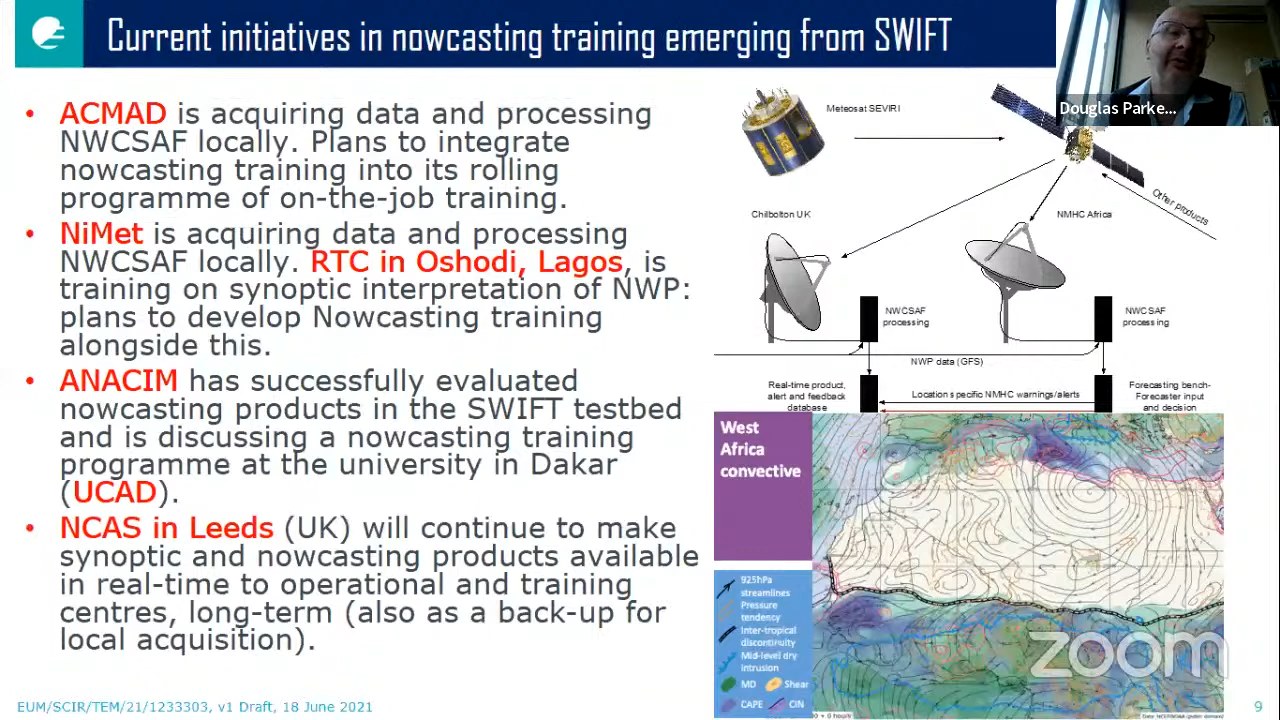 Current initiatives in nowcasting training emerging from SWIFT
• ACMAD is acquiring data and processing
NWCSAF locally. Plans to integrate
nowcasting training into its rolling
programme of on-the-job training.
• NiMet is acquiring data and processing
NWCSAF locally. RTC in Oshodi, Lagos, is
training on synoptic interpretation of NWP:
plans to develop Nowcasting training
alongside this.
• ANACIM has successfully evaluated
nowcasting products in the SWIFT testbed
and is discussing a nowcasting training
programme at the university in Dakar
(UCAD).
• NCAS in Leeds (UK) will continue to make
synoptic and nowcasting products available
in real-time to operational and training
centres, long-term (also as a back-up for
local acquisition).
Douglas Parke...
Meteosat SEVIRI
Other products
Chilbolton UK
NMHC Africa
NWCSAF
processing
NWCSAF
processing
NWP data (GFS)
Real-time product,
alert and feedback
database
Location specific NMHC warnings/alerts
Forecasting bench-
Forecaster input
and decision
West
Africa
convective
925hPa
streamlines
Pressure
tendency
Inter-tropical
discontinuity
Mid-level dry
intrusion
MD
Shear
CAPE
CIN
zoom
EUM/SCIR/TEM/21/1233303, v1 Draft, 18 June 2021
9